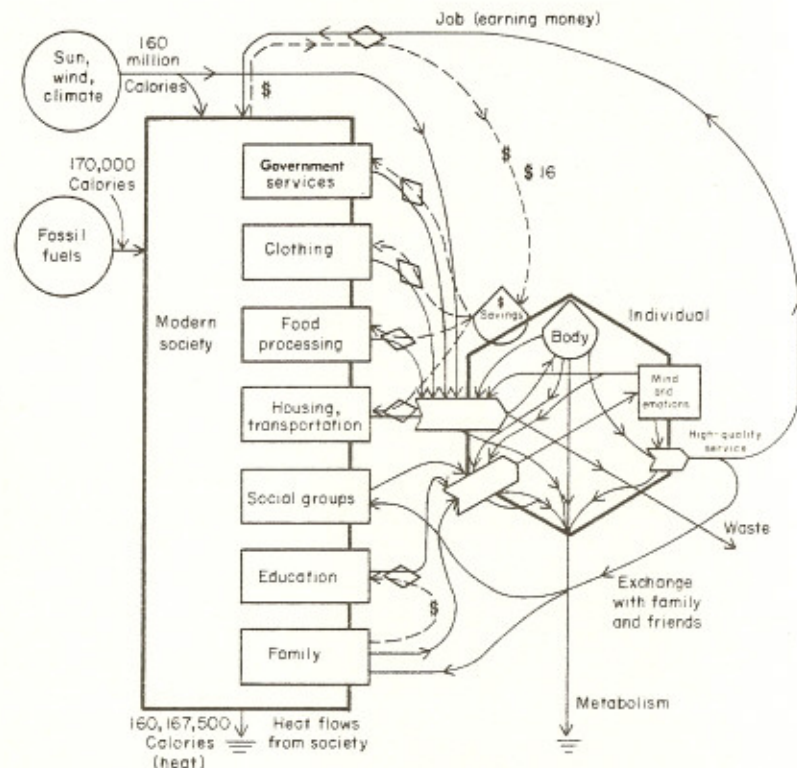 Job (earning money)
Sun,
wind,
climate
160
million
Calories
$
170,000
Calories
Fossil
fuels
Modern
society
Government
services
Clothing
Food
processing
Housing,
transportation
Social groups
Education
Family
$
$ 16
$
Savings
Individual
Body
Mind
and
emotions
High-quality
service
Waste
Exchange
with family
and friends
$
Metabolism
160,167,500
Calories
(heat)
Heat flows
from society